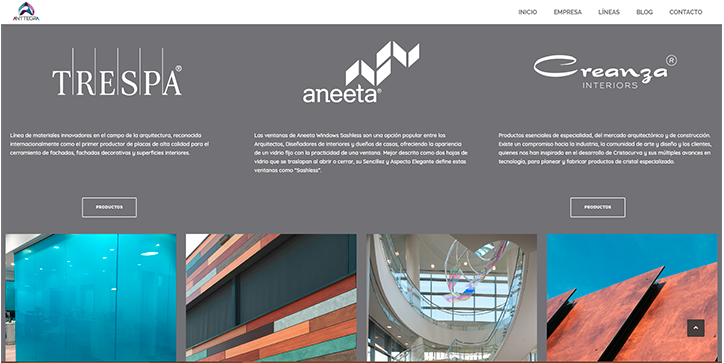 ANTTEGRA
INICIO EMPRESA LÍNEAS BLOG CONTACTO
TRESPA®
aneeta®
Creanza®
INTERIORS
Línea de materiales innovadores en el campo de la arquitectura, reconocida
internacionalmente como el primer productor de placas de alta calidad para el
cerramiento de fachadas, fachadas decorativas y superficies interiores.
Las ventanas de Aneeta Windows Sashless son una opción popular entre los
Arquitectos, Diseñadores de interiores y dueños de casas, ofreciendo la apariencia
de un vidrio fijo con la practicidad de una ventana. Mejor descrito como dos hojas de
vidrio que se traslapan al abrir o cerrar, su Sencillez y Aspecto Elegante define estas
ventanas como "Sashless".
Productos esenciales de especialidad, del mercado arquitectónico y de construcción.
Existe un compromiso hacia la industria, la comunidad de arte y diseño y los clientes,
quienes nos han inspirado en el desarrollo de Cristacurva y sus múltiples avances en
tecnología, para planear y fabricar productos de cristal especializado.
PRODUCTOS
PRODUCTOS